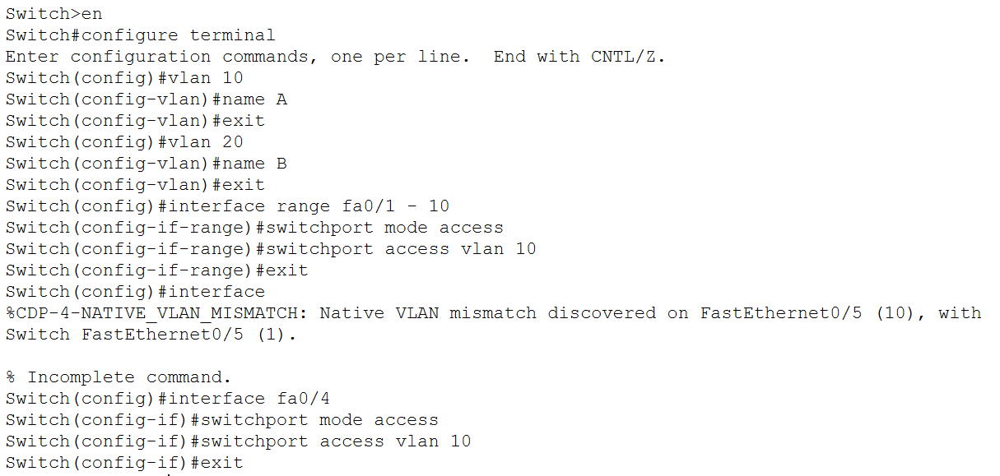 Switch>en
Switch#configure terminal
Enter configuration commands, one per line.  End with CNTL/Z.
Switch(config)#vlan 10
Switch(config-vlan)#name A
Switch(config-vlan)#exit
Switch(config)#vlan 20
Switch(config-vlan)#name B
Switch(config-vlan)#exit
Switch(config)#interface range fa0/1 - 10
Switch(config-if-range)#switchport mode access
Switch(config-if-range)#switchport access vlan 10
Switch(config-if-range)#exit
Switch(config)#interface
%CDP-4-NATIVE_VLAN_MISMATCH: Native VLAN mismatch discovered on FastEthernet0/5 (10), with
Switch FastEthernet0/5 (1).
% Incomplete command.
Switch(config)#interface fa0/4
Switch(config-if)#switchport mode access
Switch(config-if)#switchport access vlan 10
Switch(config-if)#exit